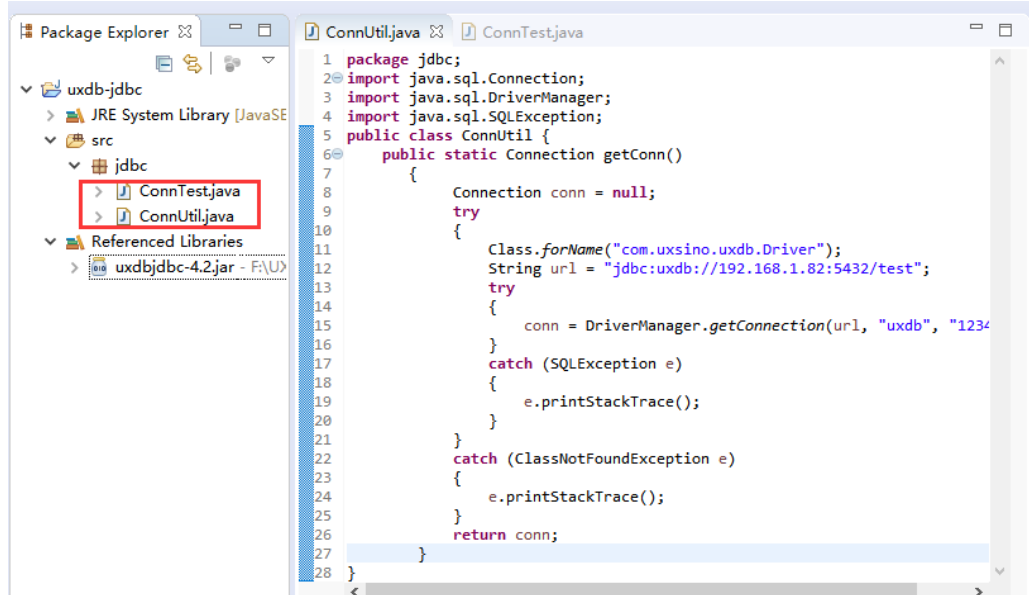 Package Explorer
uxdb-jdbc
JRE System Library [JavaSE
src
jdbc
ConnTest.java
ConnUtil.java
Referenced Libraries
uxdbjdbc-4.2.jar - F:\UX
ConnUtil.java ConnTest.java
1 package jdbc;
2 import java.sql.Connection;
3 import java.sql.DriverManager;
4 import java.sql.SQLException;
5 public class ConnUtil {
6 public static Connection getConn()
7 {
8 Connection conn = null;
9 try
10 {
11 Class.forName("com.uxsino.uxdb.Driver");
12 String url = "jdbc:uxdb://192.168.1.82:5432/test";
13 try
14 {
15 conn = DriverManager.getConnection(url, "uxdb", "1234
16 }
17 catch (SQLException e)
18 {
19 e.printStackTrace();
20 }
21 }
22 catch (ClassNotFoundException e)
23 {
24 e.printStackTrace();
25 }
26 return conn;
27 }
28 }